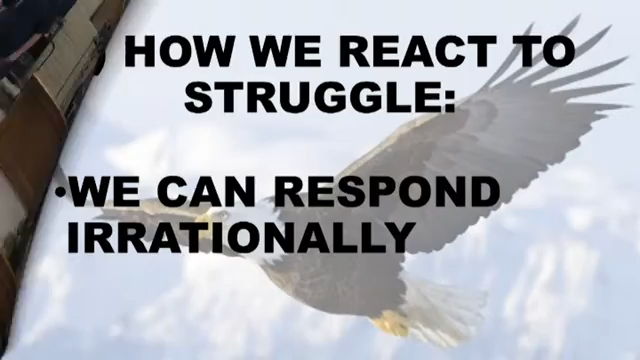 ) HOW WE REACT TO
STRUGGLE:
•WE CAN RESPOND
IRRATIONALLY